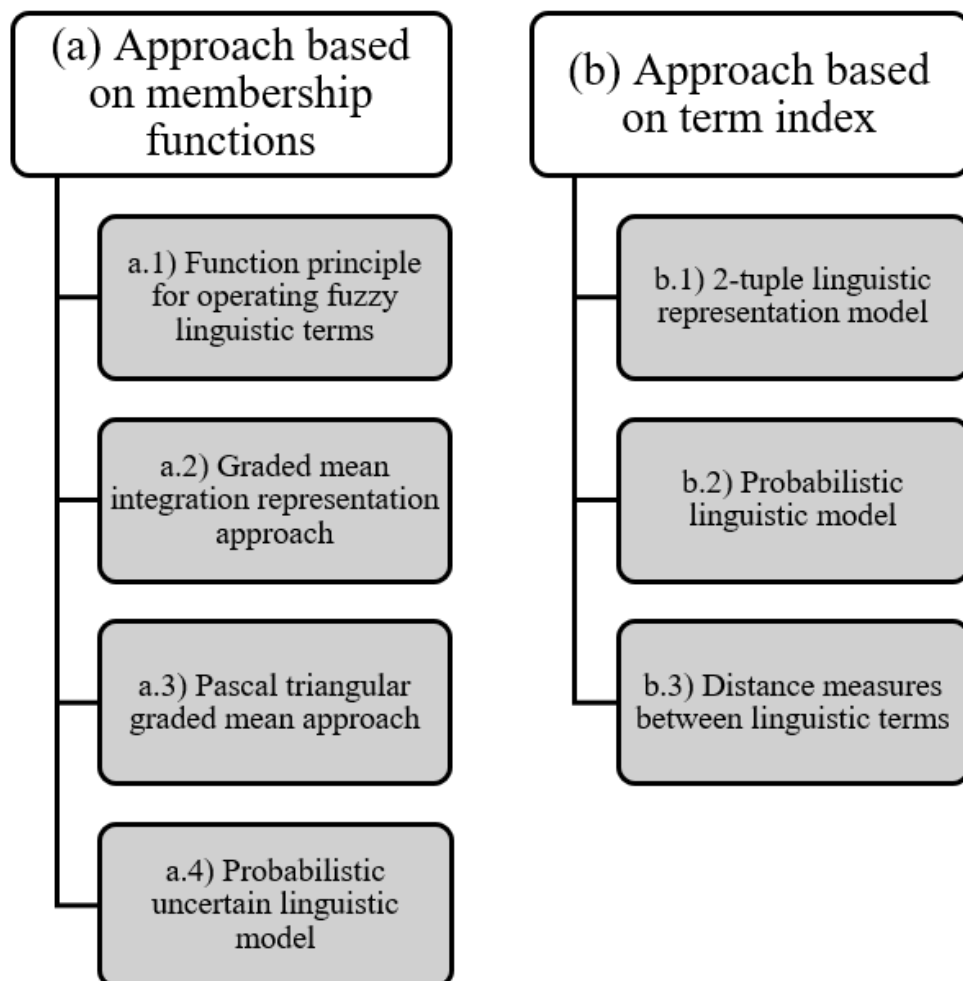 (a) Approach based
on membership
functions
a.1) Function principle
for operating fuzzy
linguistic terms
a.2) Graded mean
integration representation
approach
a.3) Pascal triangular
graded mean approach
a.4) Probabilistic
uncertain linguistic
model
(b) Approach based
on term index
b.1) 2-tuple linguistic
representation model
b.2) Probabilistic
linguistic model
b.3) Distance measures
between linguistic terms